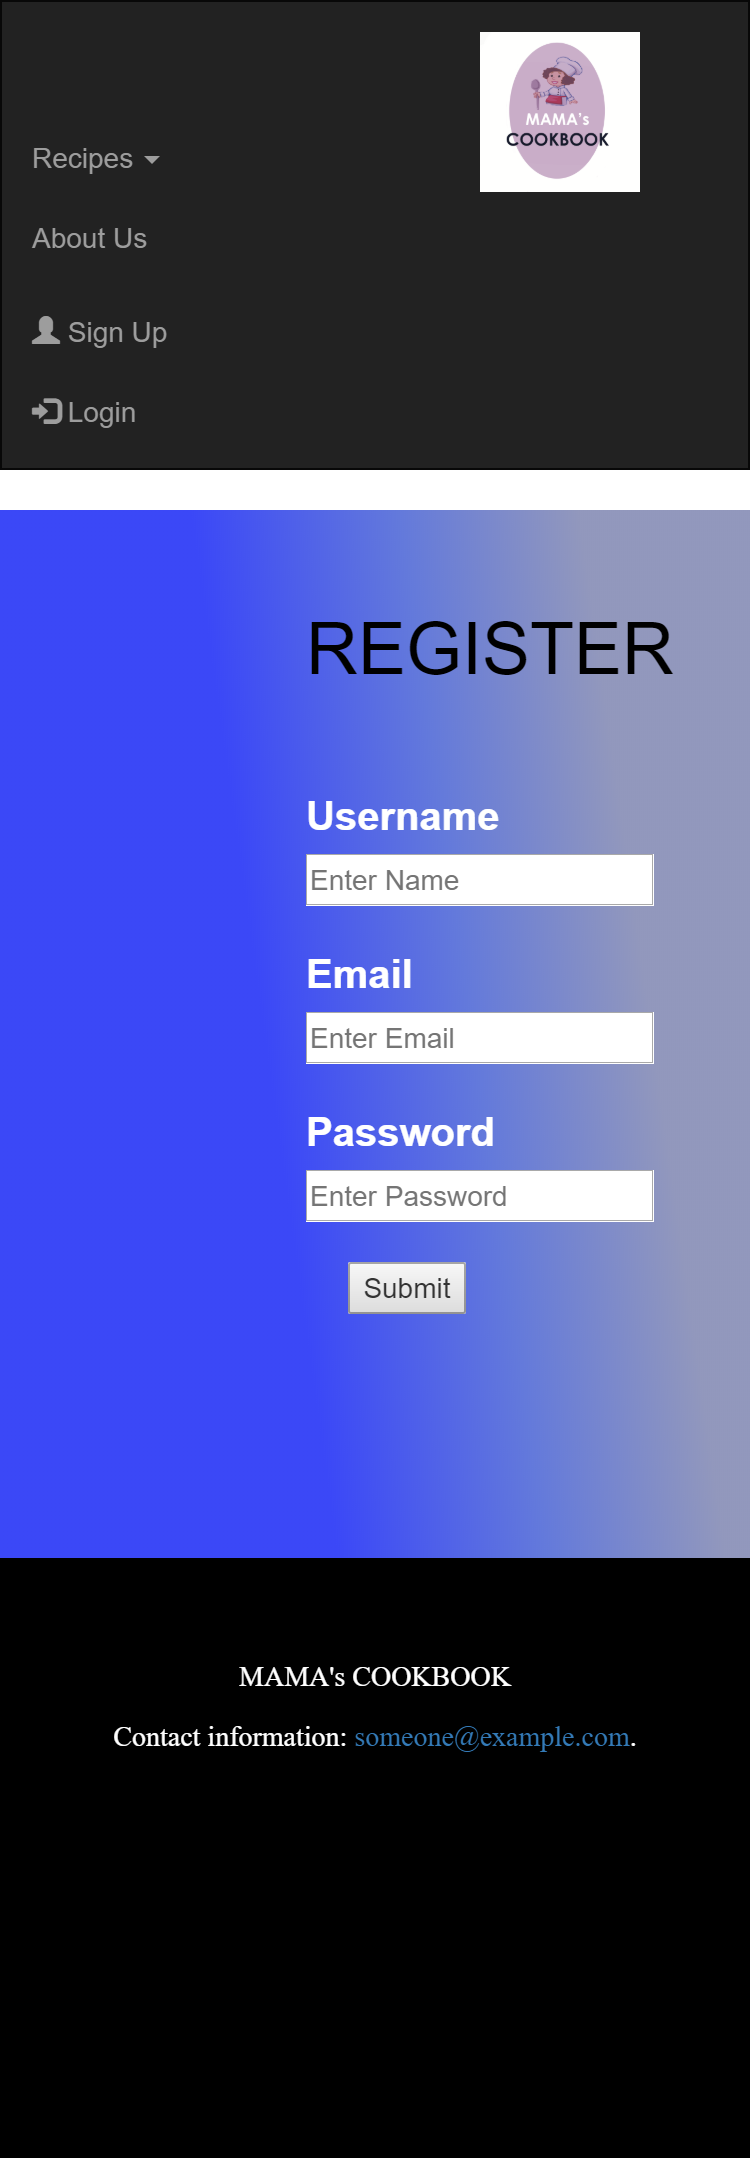 MAMA's
COOKBOOK
Recipes
About Us
Sign Up
Login
REGISTER
Username
Enter Name
Email
Enter Email
Password
Enter Password
Submit
MAMA's COOKBOOK
Contact information: someone@example.com.